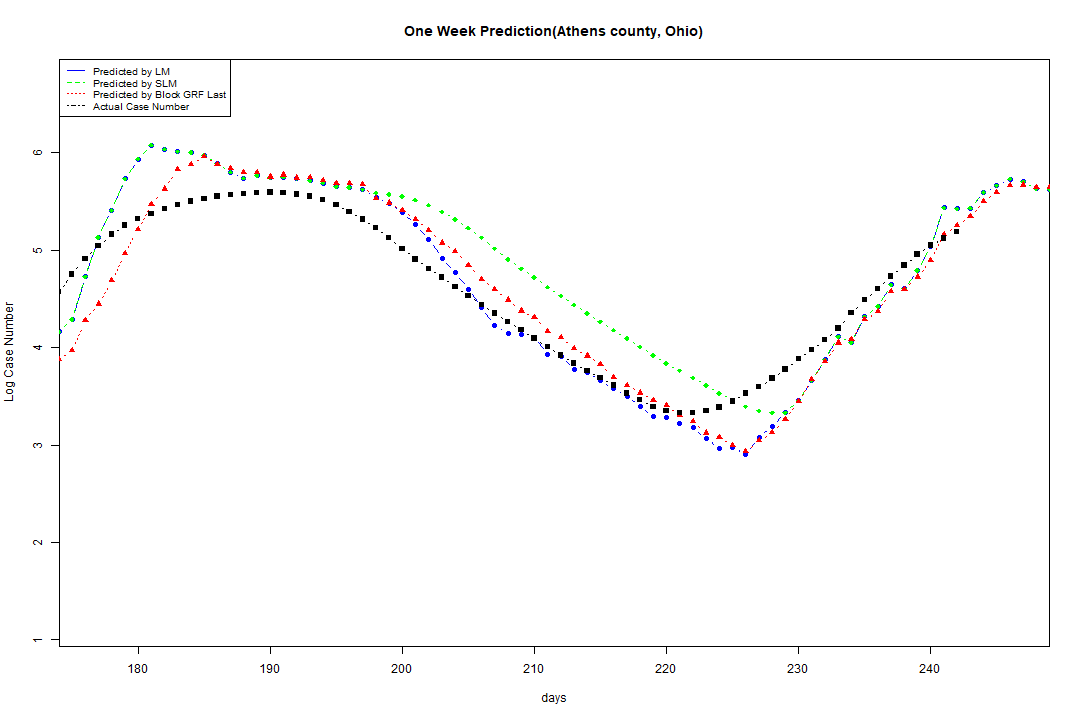 One Week Prediction(Athens county, Ohio)
Predicted by LM
Predicted by SLM
Predicted by Block GRF Last
Actual Case Number
6
5
4
3
2
1
Log Case Number
180 190 200 210 220 230 240
days